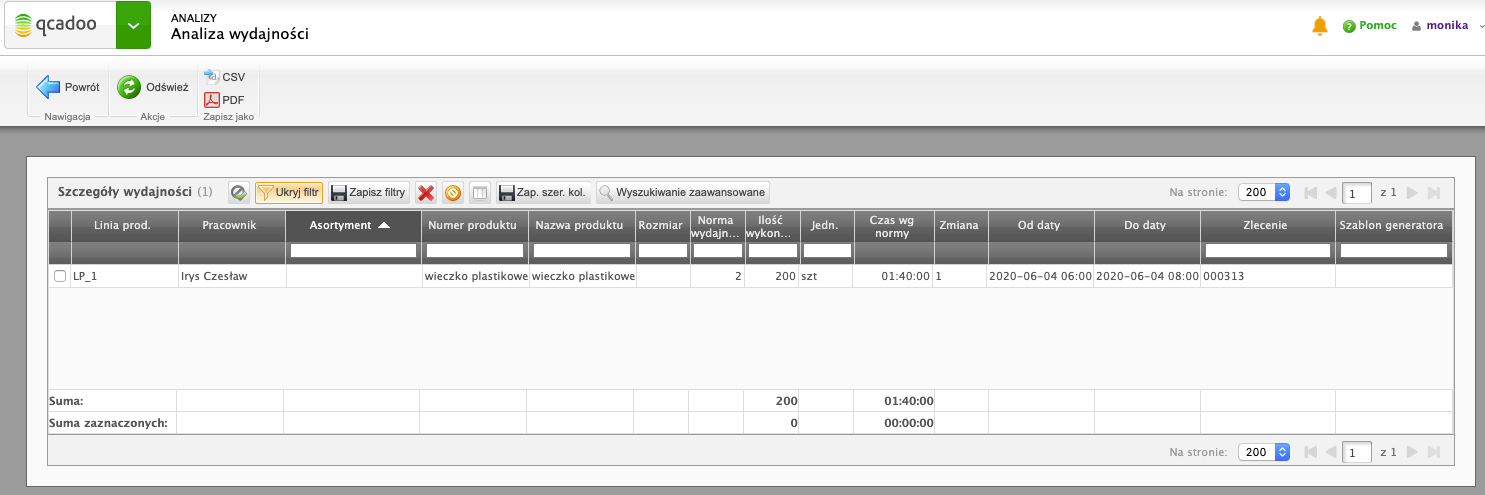 qcadoo
ANALIZY
Analiza wydajności
Pomoc
monika
Powrót
Odśwież
CSV
PDF
Nawigacja
Akcje
Zapisz jako
Szczegóły wydajności (1)
Ukryj filtr
Zapisz filtry
Zap. szer. kol.
Wyszukiwanie zaawansowane
Na stronie: 200 1 z 1
Linia prod. Pracownik Asortyment Numer produktu Nazwa produktu Rozmiar Norma wydajn... Ilość wykon... Jedn. Czas wg normy Zmiana Od daty Do daty Zlecenie Szablon generatora
LP_1 Irys Czesław wieczko plastikowe wieczko plastikowe 2 200 szt 01:40:00 1 2020-06-04 06:00 2020-06-04 08:00 000313
Suma: 200 01:40:00
Suma zaznaczonych: 0 00:00:00
Na stronie: 200 1 z 1